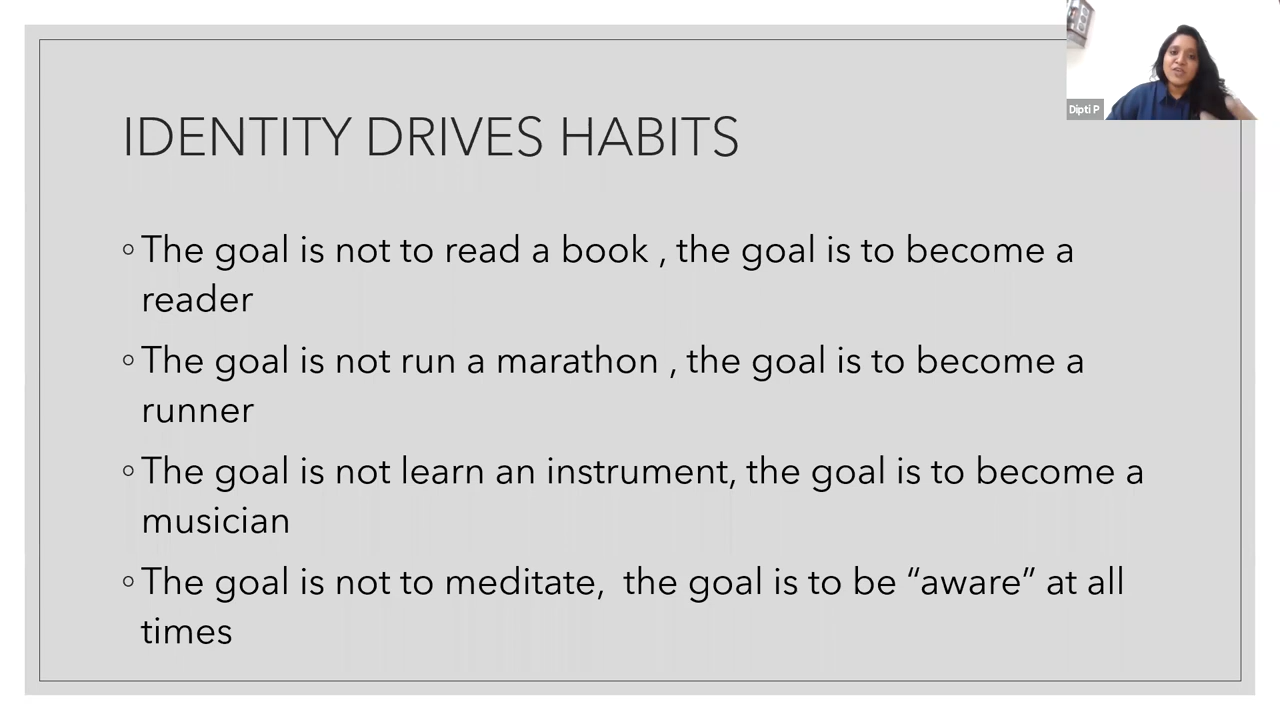 Dipti P
IDENTITY DRIVES HABITS
◦ The goal is not to read a book , the goal is to become a
reader
◦ The goal is not run a marathon , the goal is to become a
runner
◦ The goal is not learn an instrument, the goal is to become a
musician
◦ The goal is not to meditate,  the goal is to be “aware” at all
times